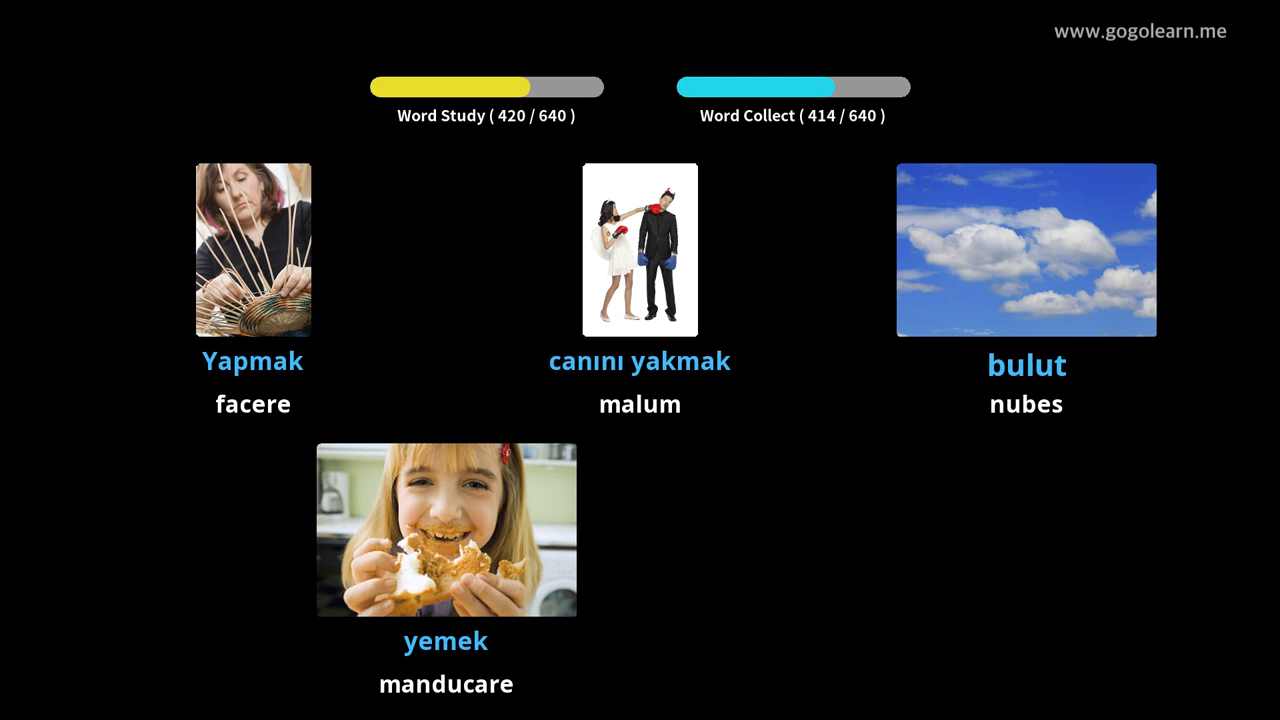 www.gogolearn.me
Word Study ( 420 / 640 )
Word Collect ( 414 / 640 )
Yapmak
facere
canını yakmak
malum
bulut
nubes
yemek
manducare